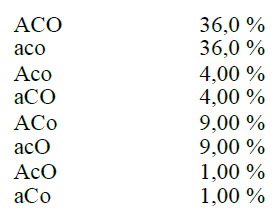 ACO 36,0 %
aco 36,0 %
Aco 4,00 %
aCO 4,00 %
ACo 9,00 %
acO 9,00 %
AcO 1,00 %
aCo 1,00 %